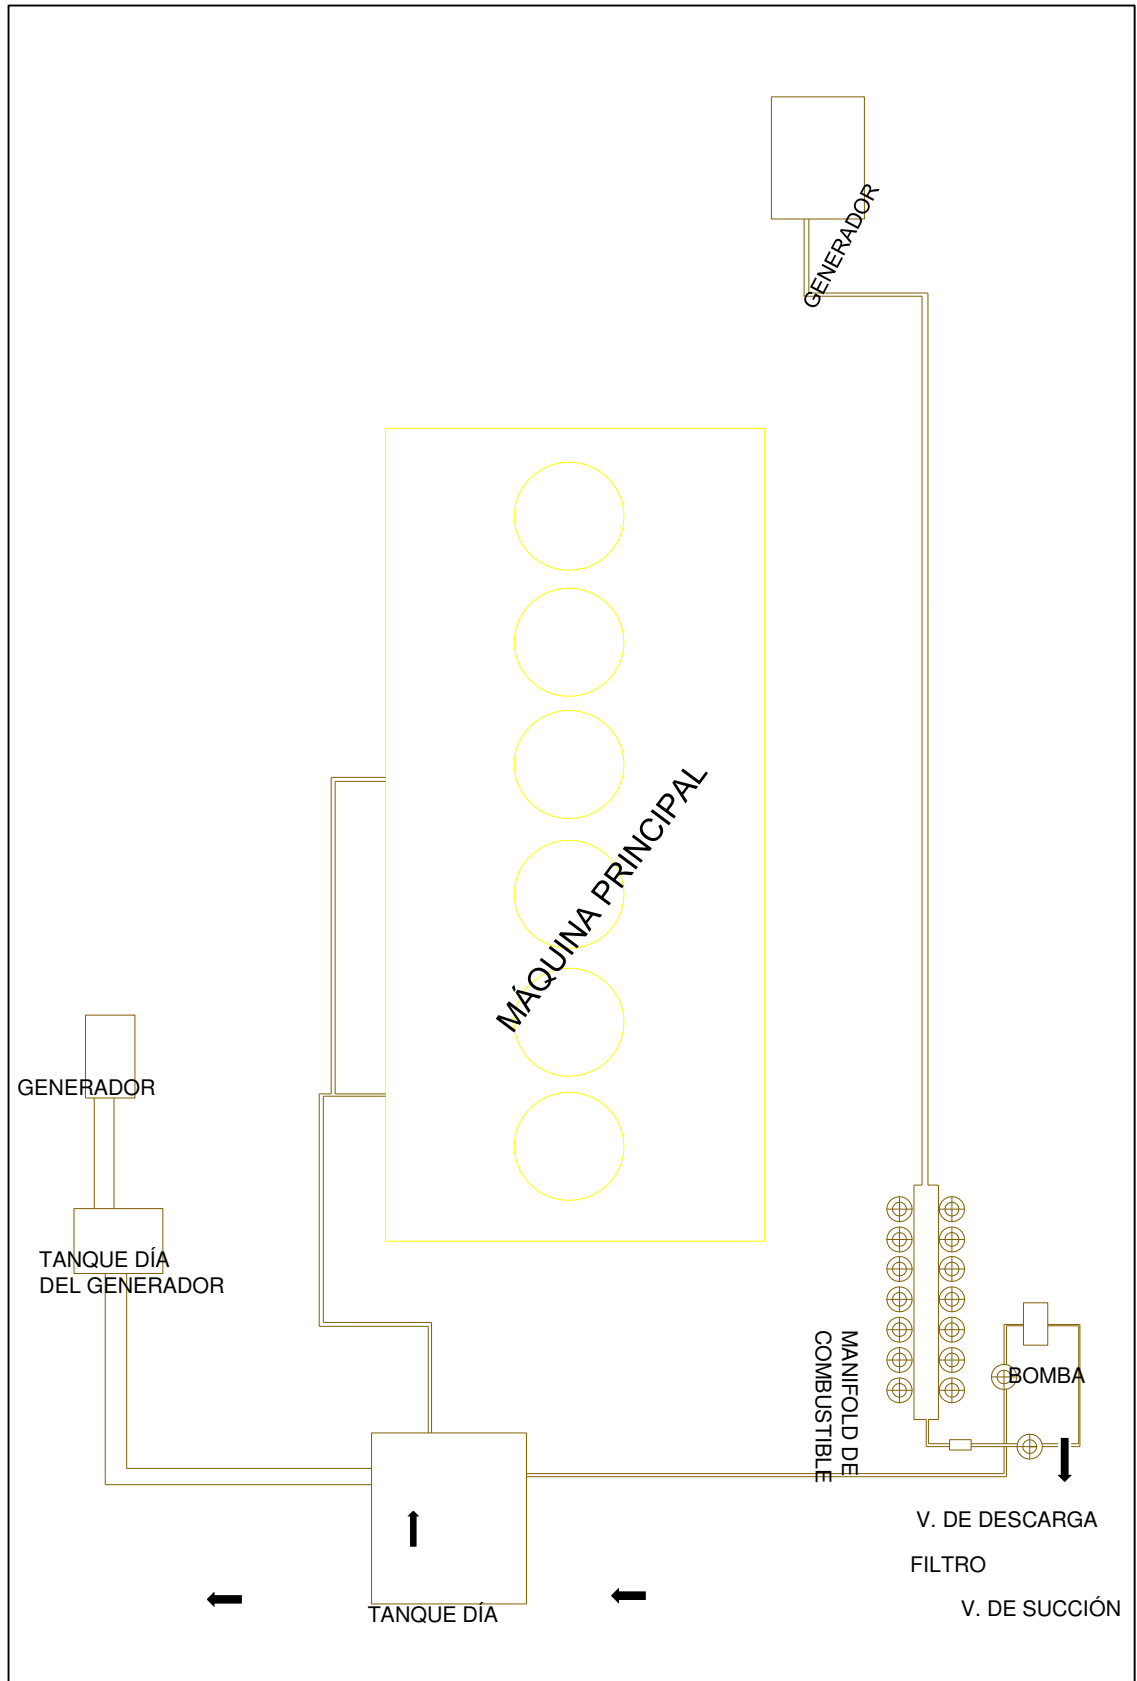 GENERADOR
MÁQUINA PRINCIPAL
GENERADOR
TANQUE DÍA
DEL GENERADOR
MANIFOLD DE
COMBUSTIBLE
BOMBA
V. DE DESCARGA
FILTRO
V. DE SUCCIÓN
TANQUE DÍA